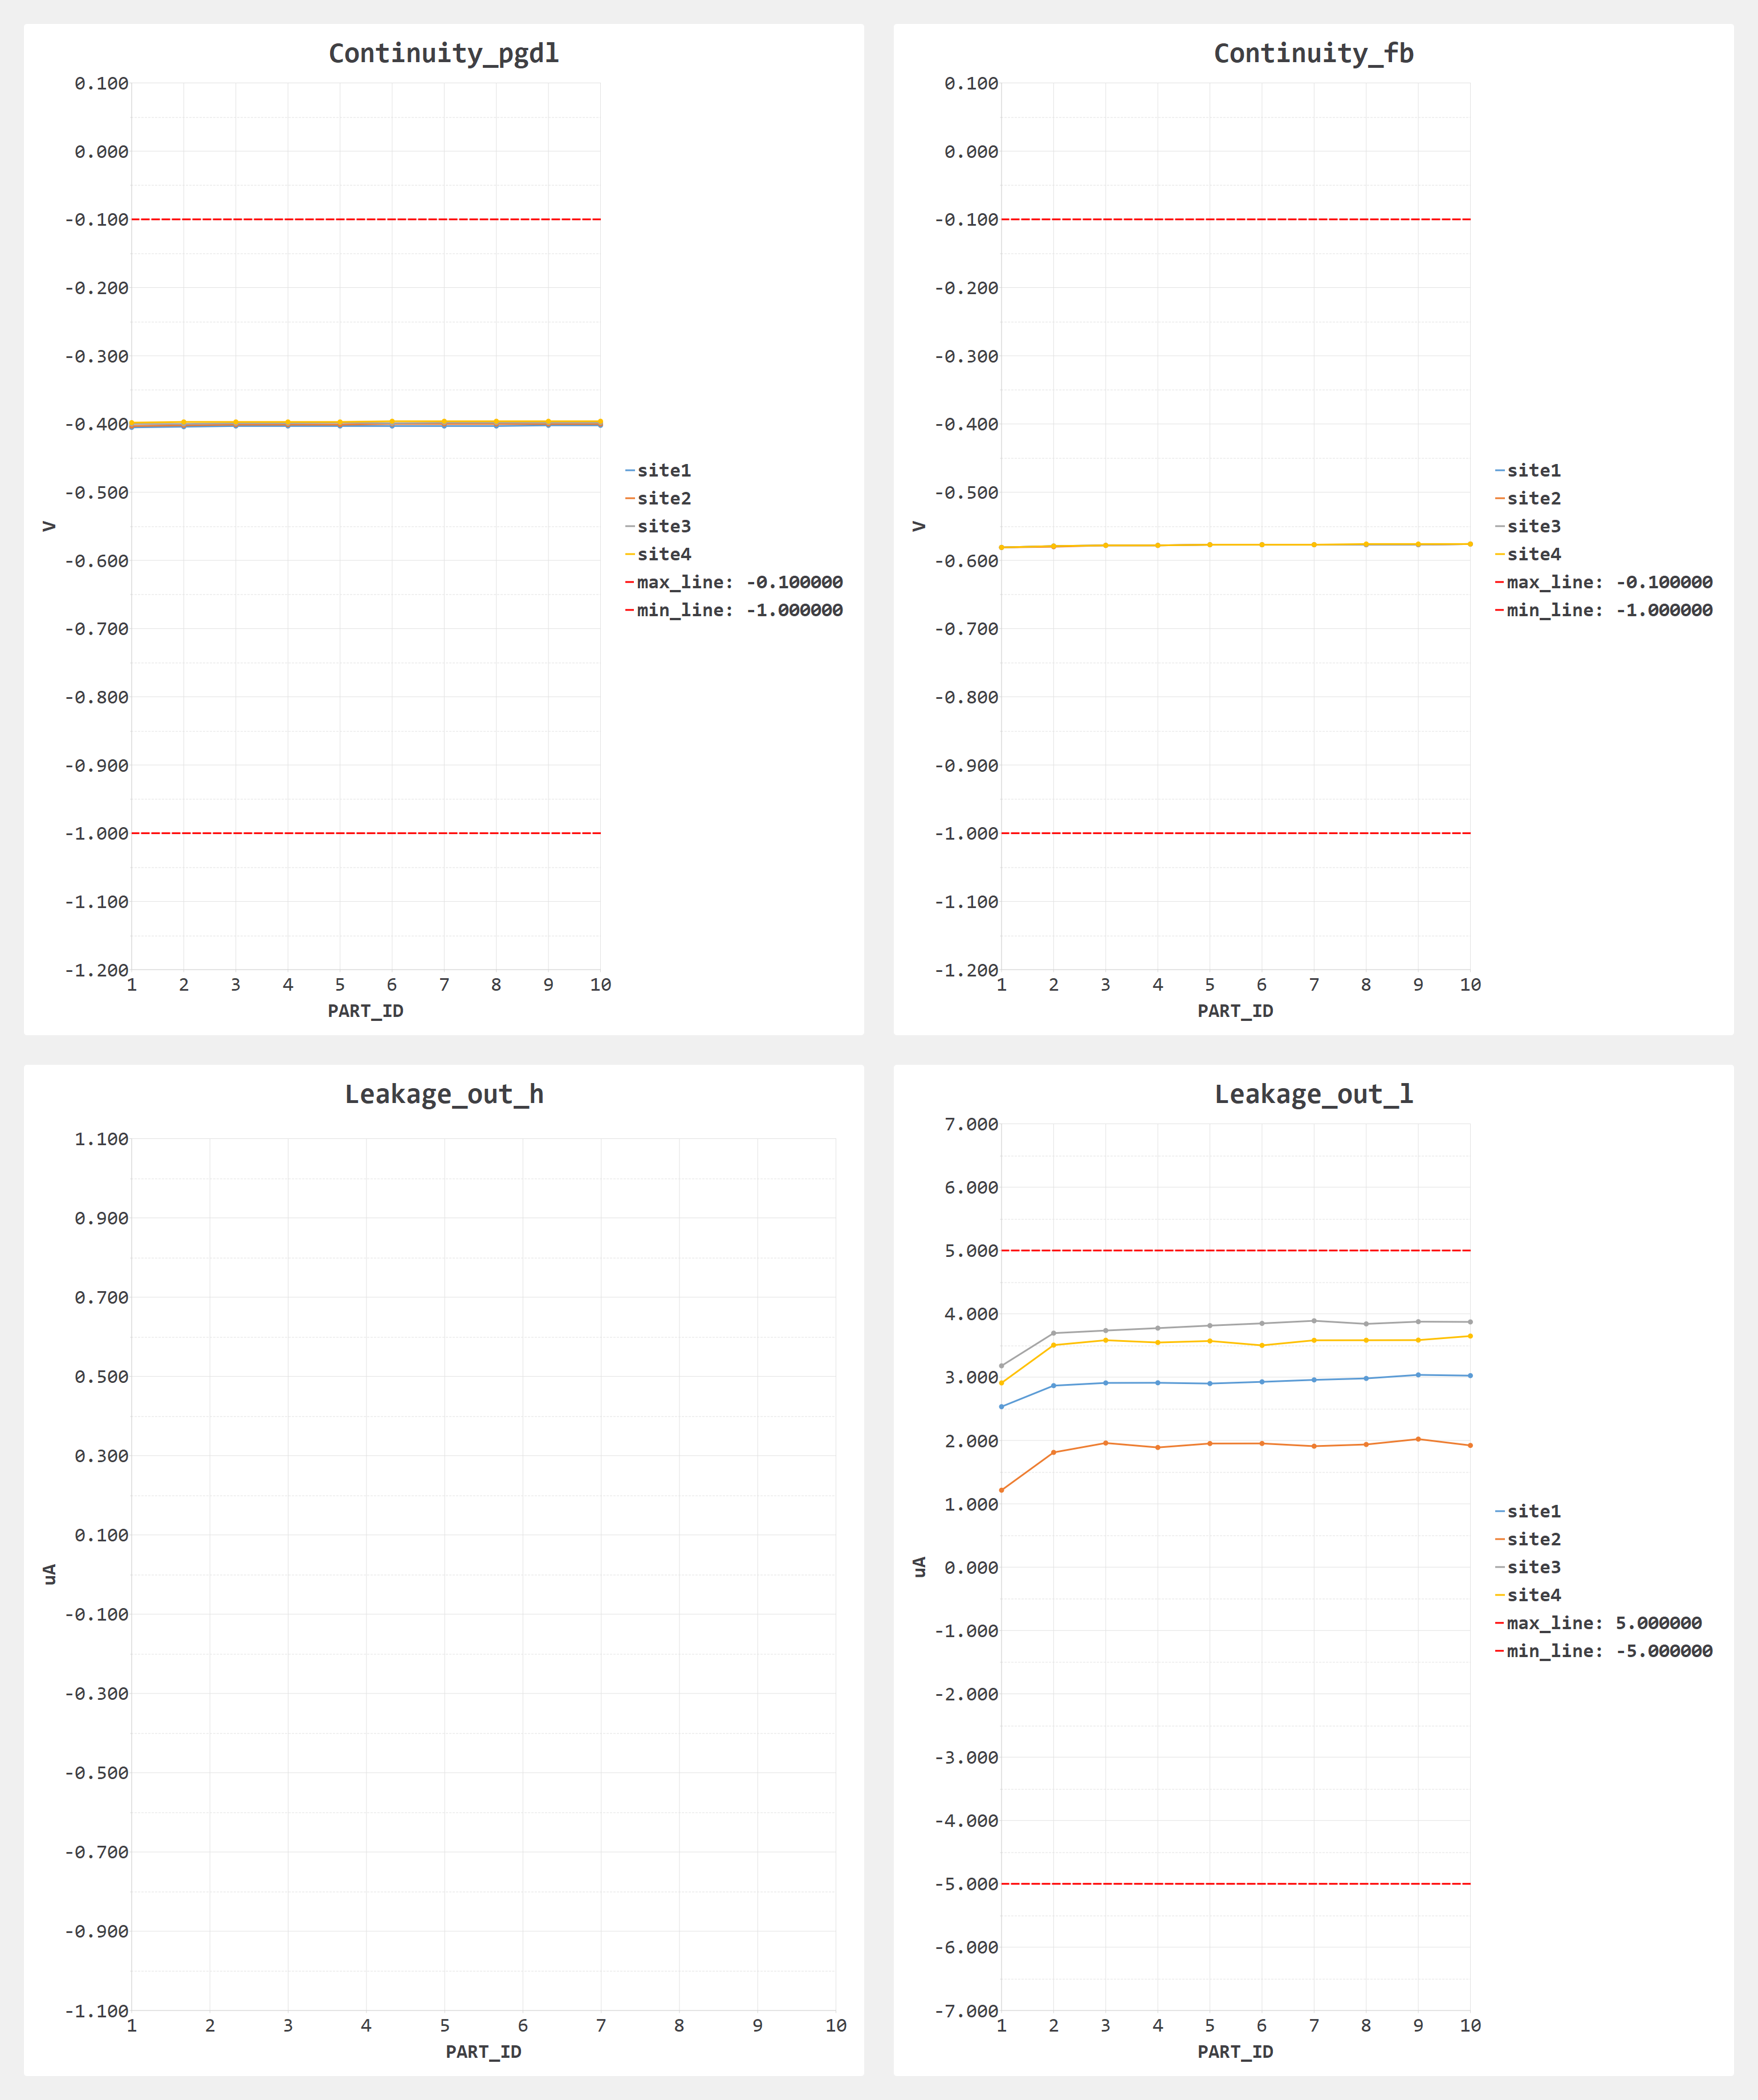 Continuity_pgdl
0.100
0.000
-0.100
-0.200
-0.300
-0.400
-0.500
-0.600
-0.700
-0.800
-0.900
-1.000
-1.100
-1.200
V
1 2 3 4 5 6 7 8 9 10
PART_ID
site1
site2
site3
site4
max_line: -0.100000
min_line: -1.000000
Continuity_fb
0.100
0.000
-0.100
-0.200
-0.300
-0.400
-0.500
-0.600
-0.700
-0.800
-0.900
-1.000
-1.100
-1.200
V
1 2 3 4 5 6 7 8 9 10
PART_ID
site1
site2
site3
site4
max_line: -0.100000
min_line: -1.000000
Leakage_out_h
1.100
0.900
0.700
0.500
0.300
0.100
-0.100
-0.300
-0.500
-0.700
-0.900
-1.100
uA
1 2 3 4 5 6 7 8 9 10
PART_ID
Leakage_out_l
7.000
6.000
5.000
4.000
3.000
2.000
1.000
0.000
-1.000
-2.000
-3.000
-4.000
-5.000
-6.000
-7.000
uA
1 2 3 4 5 6 7 8 9 10
PART_ID
site1
site2
site3
site4
max_line: 5.000000
min_line: -5.000000